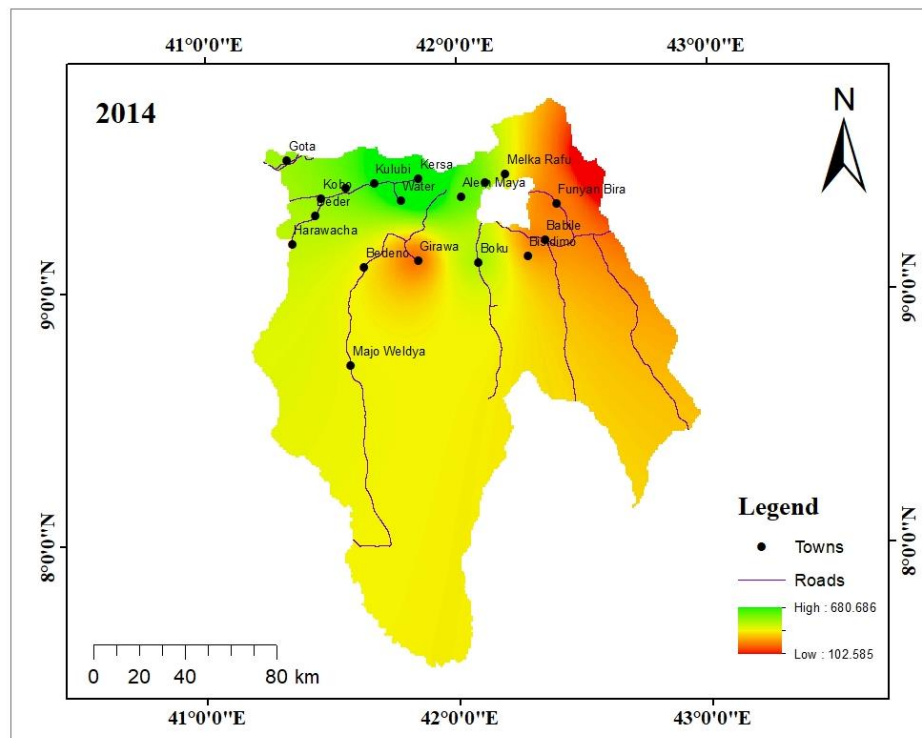 41°0'0"E 42°0'0"E 43°0'0"E
2014
N
Gota
Kulubi
Kersa
Melka Rafu
Kobo
Water
Alem Maya
Funyan Bira
Deder
Harawacha
Bedeno
Girawa
Boku
Babile
Bisidimo
Majo Weldya
9°0'0"N
9°0'0"N
8°0'0"N
8°0'0"N
Legend
Towns
Roads
High : 680.686
Low : 102.585
0 20 40 80 km
41°0'0"E 42°0'0"E 43°0'0"E